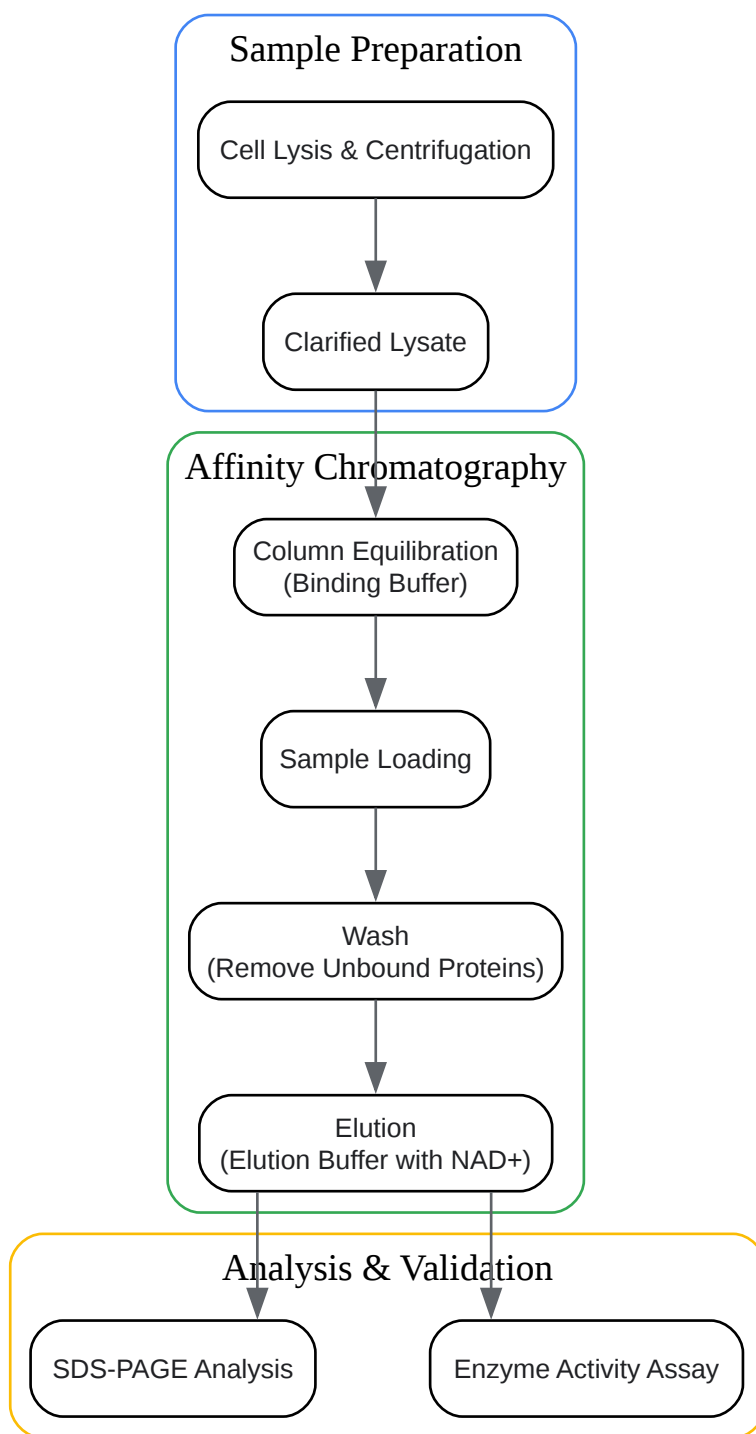 Sample Preparation
Cell Lysis & Centrifugation
Clarified Lysate
Affinity Chromatography
Column Equilibration
(Binding Buffer)
Sample Loading
Wash
(Remove Unbound Proteins)
Elution
(Elution Buffer with NAD+)
Analysis & Validation
SDS-PAGE Analysis
Enzyme Activity Assay